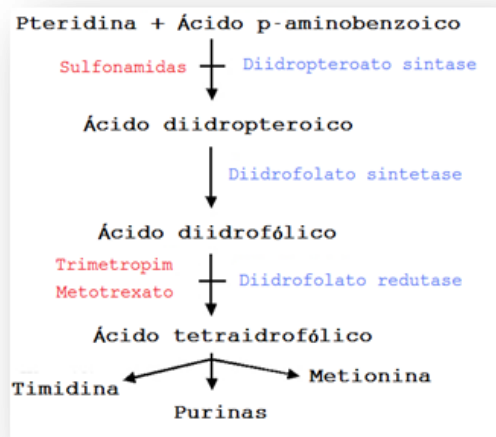 Pteridina + Ácido p-aminobenzoico
Sulfonamidas
Diidropteroato sintase
Ácido diidropteroico
Diidrofolato sintetase
Ácido diidrofólico
Trimetropim
Metotrexato
Diidrofolato redutase
Ácido tetraidrofólico
Timidina
Purinas
Metionina